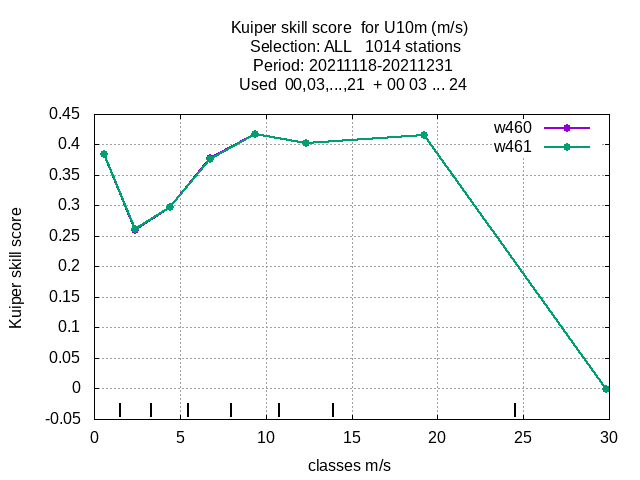 Kuiper skill score  for U10m (m/s)
Selection: ALL   1014 stations
Period: 20211118-20211231
Used  00,03,...,21  + 00 03 ... 24
w460
w461
0.45
0.4
0.35
0.3
0.25
0.2
0.15
0.1
0.05
0
-0.05
Kuiper skill score
0 5 10 15 20 25 30
classes m/s